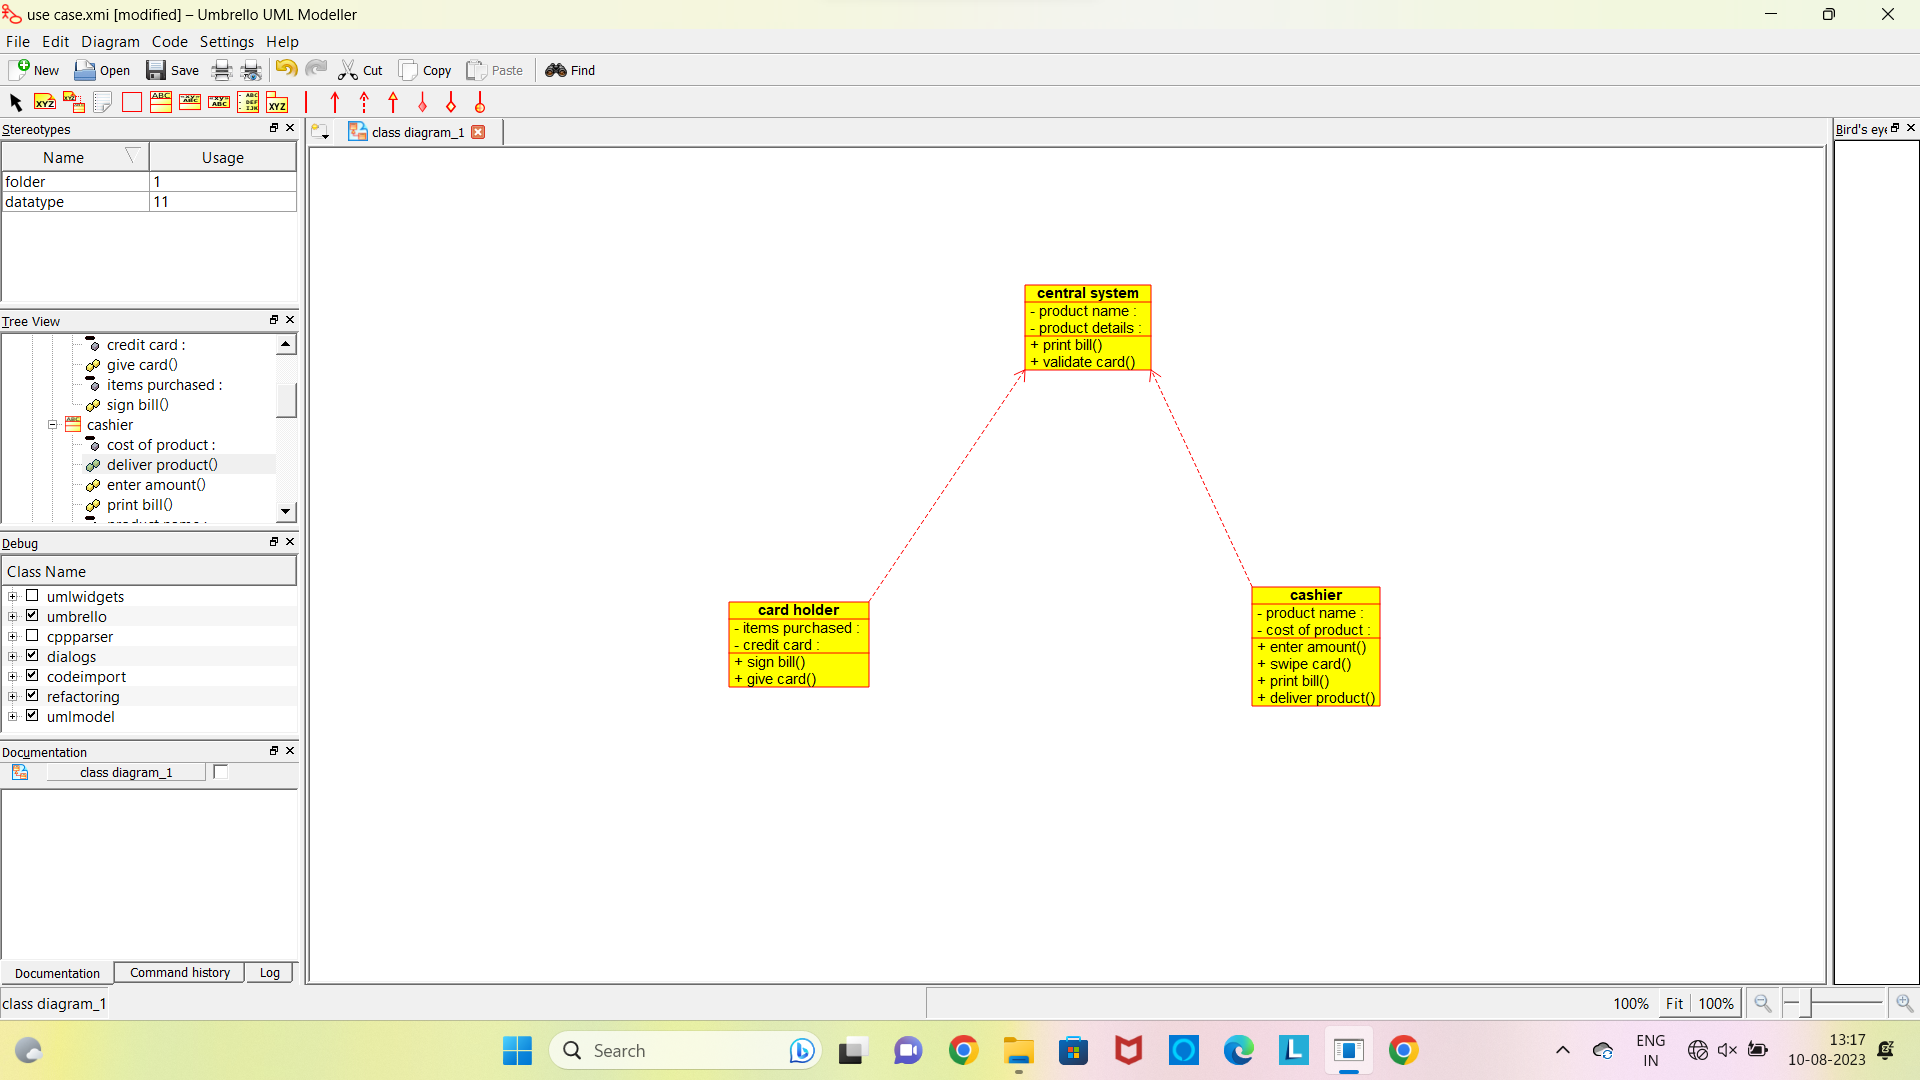 use case.xmi [modified] – Umbrello UML Modeller
File Edit Diagram Code Settings Help
New Open Save Cut Copy Paste Find
Stereotypes
Name Usage
folder 1
datatype 11
Tree View
credit card :
give card()
items purchased :
sign bill()
cashier
cost of product :
deliver product()
enter amount()
print bill()
Debug
Class Name
umlwidgets
umbrello
cppparser
dialogs
codeimport
refactoring
umlmodel
Documentation
class diagram_1
Documentation Command history Log
class diagram_1
class diagram_1
central system
- product name :
- product details :
+ print bill()
+ validate card()
card holder
- items purchased :
- credit card :
+ sign bill()
+ give card()
cashier
- product name :
- cost of product :
+ enter amount()
+ swipe card()
+ print bill()
+ deliver product()
Bird's eye
100% Fit 100%
Search
ENG
IN
13:17
10-08-2023